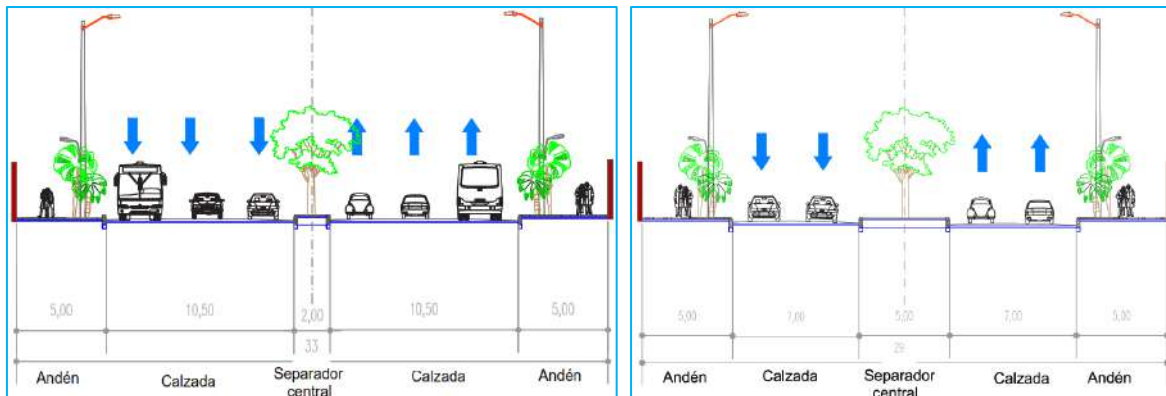 5,00 10,50 2,00 10,50 5,00
33
Andén Calzada Separador central Calzada Andén
5,00 7,00 5,00 7,00 5,00
29
Andén Calzada Separador central Calzada Andén